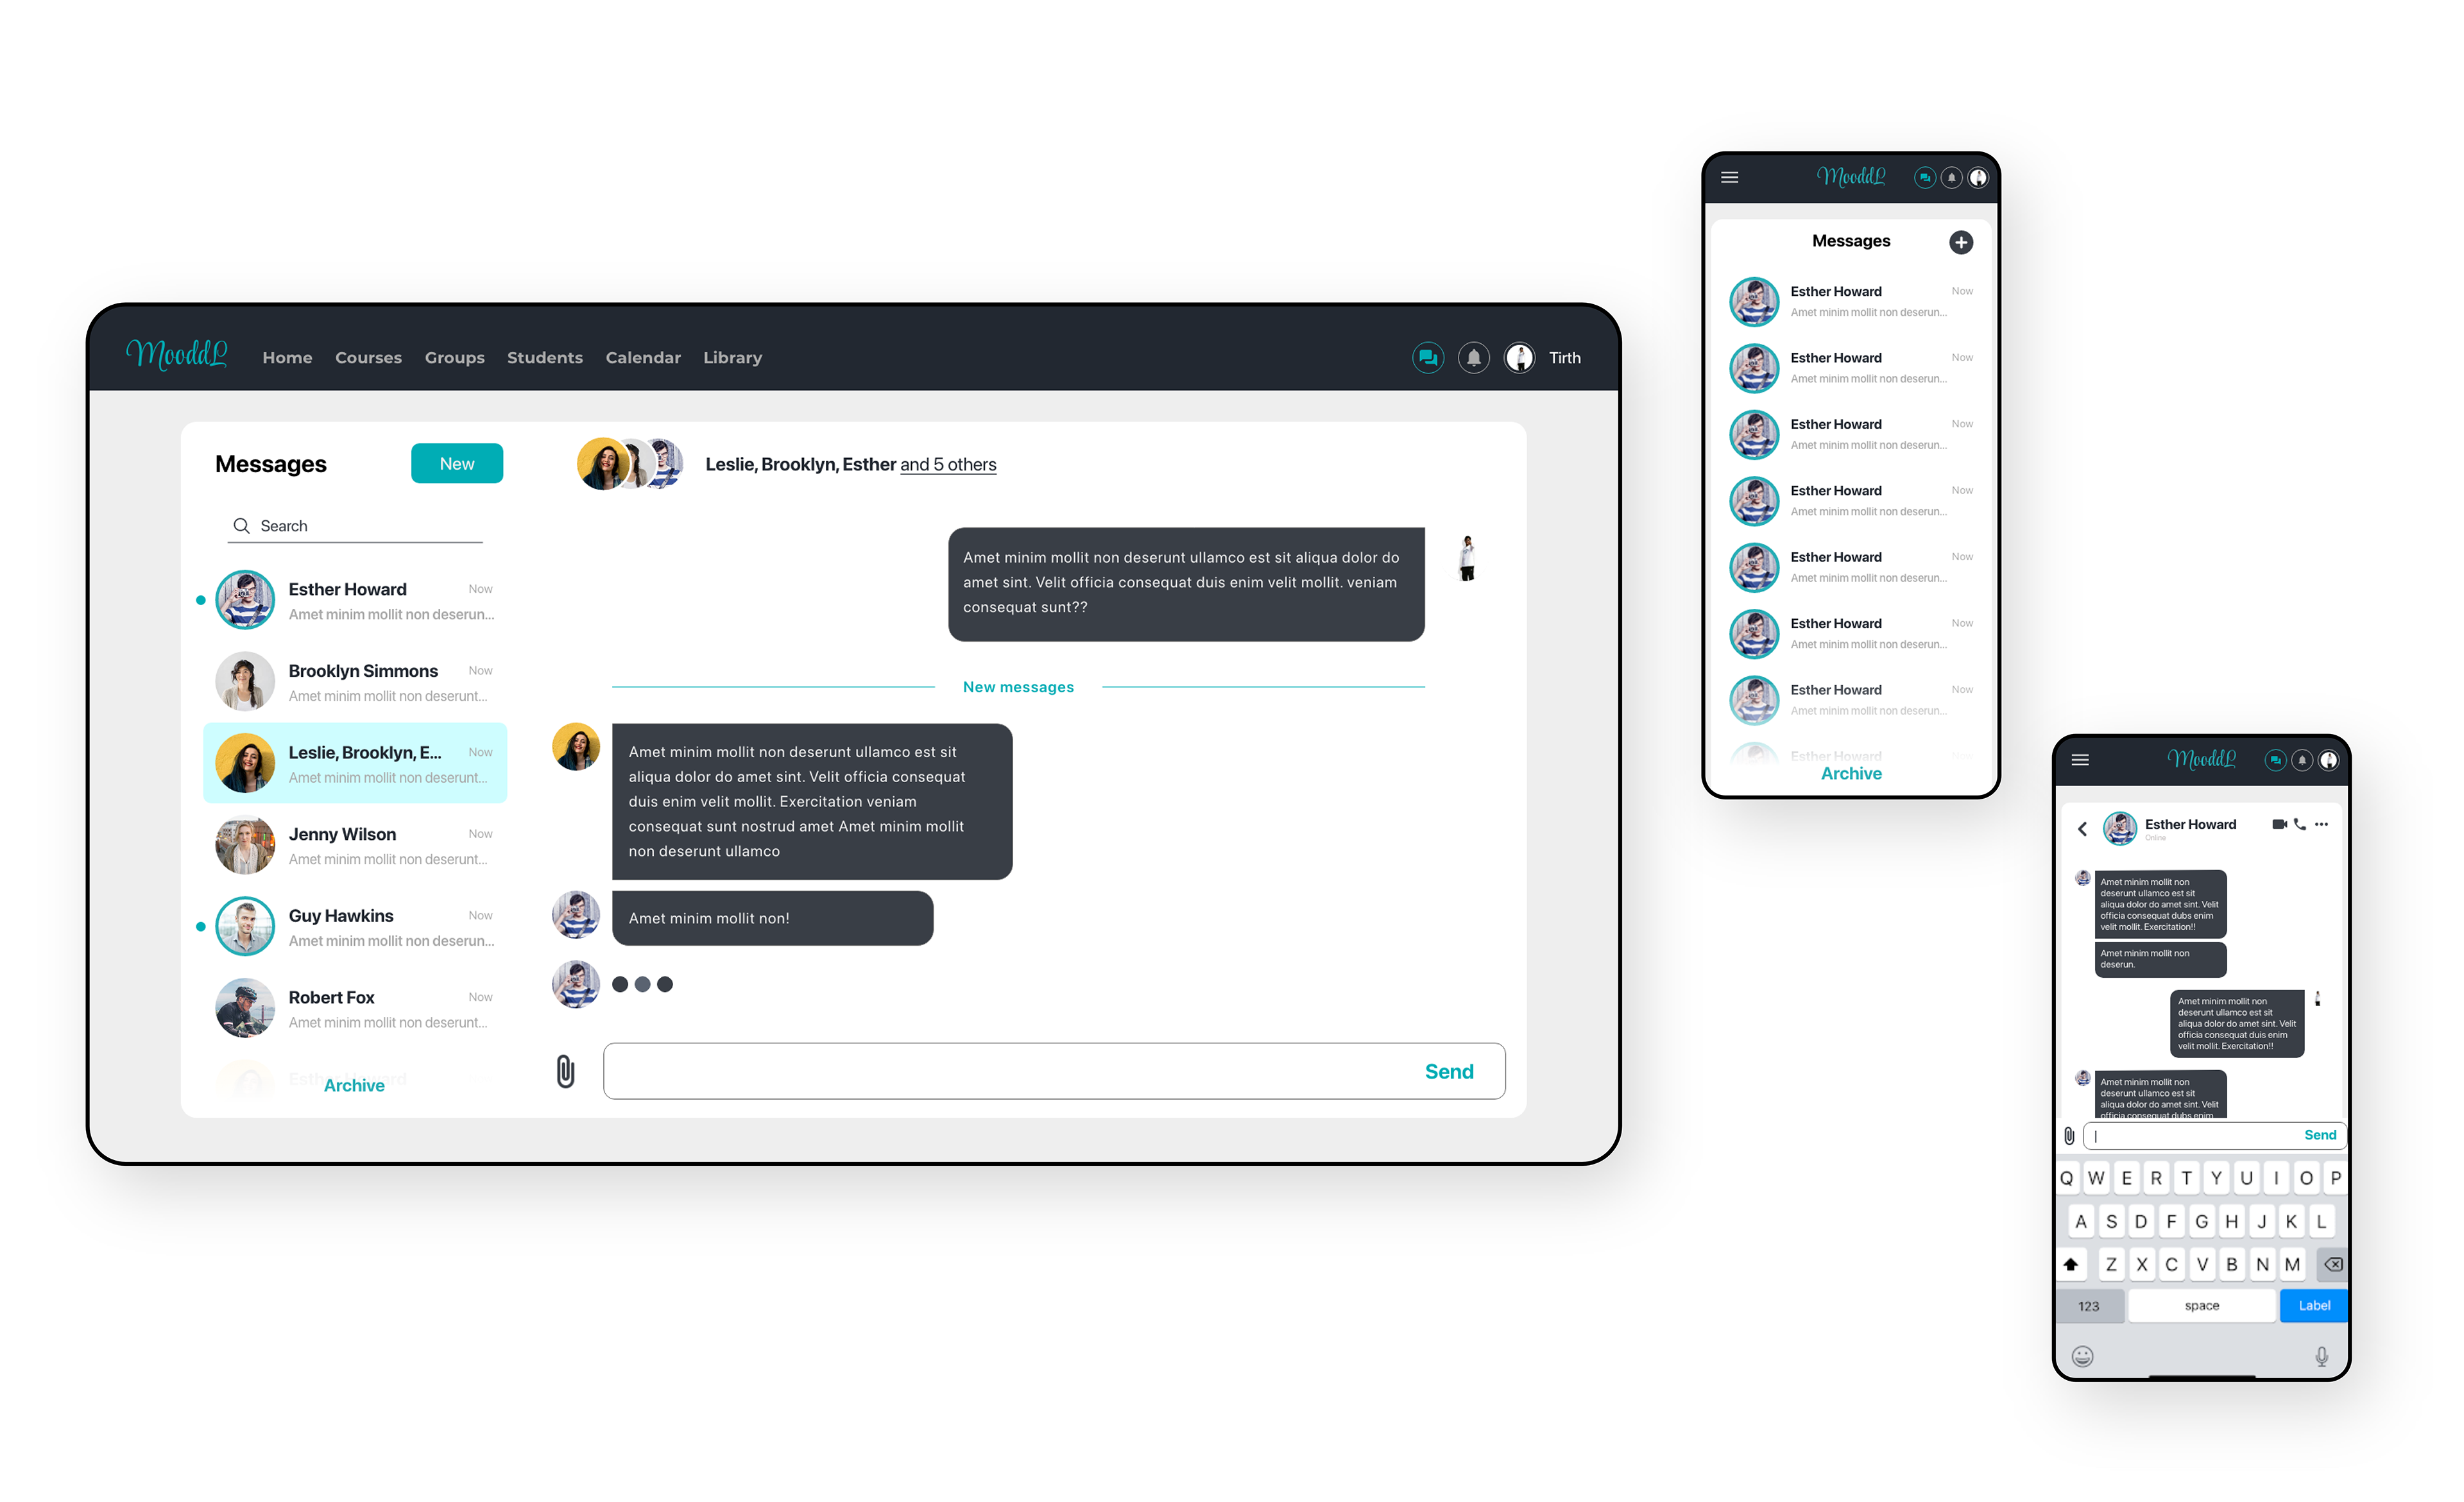 MooddL Home Courses Groups Students Calendar Library Tirth
Messages New
Search
Esther Howard Now
Amet minim mollit non deserun...
Brooklyn Simmons Now
Amet minim mollit non deserunt...
Leslie, Brooklyn, E... Now
Amet minim mollit non deserunt...
Jenny Wilson Now
Amet minim mollit non deserunt...
Guy Hawkins Now
Amet minim mollit non deserun...
Robert Fox Now
Amet minim mollit non deserunt...
Esther Howard
Archive
Leslie, Brooklyn, Esther and 5 others
Amet minim mollit non deserunt ullamco est sit aliqua dolor do
amet sint. Velit officia consequat duis enim velit mollit. veniam
consequat sunt??
New messages
Amet minim mollit non deserunt ullamco est sit
aliqua dolor do amet sint. Velit officia consequat
duis enim velit mollit. Exercitation veniam
consequat sunt nostrud amet Amet minim mollit
non deserunt ullamco
Amet minim mollit non!
Send
MooddL
Messages
Esther Howard Now
Amet minim mollit non deserun...
Esther Howard Now
Amet minim mollit non deserun...
Esther Howard Now
Amet minim mollit non deserun...
Esther Howard Now
Amet minim mollit non deserun...
Esther Howard Now
Amet minim mollit non deserun...
Esther Howard Now
Amet minim mollit non deserun...
Esther Howard Now
Amet minim mollit non deserun...
Esther Howard Now
Archive
MooddL
Esther Howard
Online
Amet minim mollit non
deserunt ullamco est sit
aliqua dolor do amet sint. Velit
officia consequat dubs enim
velit mollit. Exercitation!!
Amet minim mollit non
deserun.
Amet minim mollit non
deserunt ullamco est sit
aliqua dolor do amet sint. Velit
officia consequat duis enim
velit mollit. Exercitation!!
Amet minim mollit non
deserunt ullamco est sit
aliqua dolor do amet sint. Velit
officia consequat duis enim
Send
Q W E R T Y U I O P
A S D F G H J K L
Z X C V B N M
123 space Label